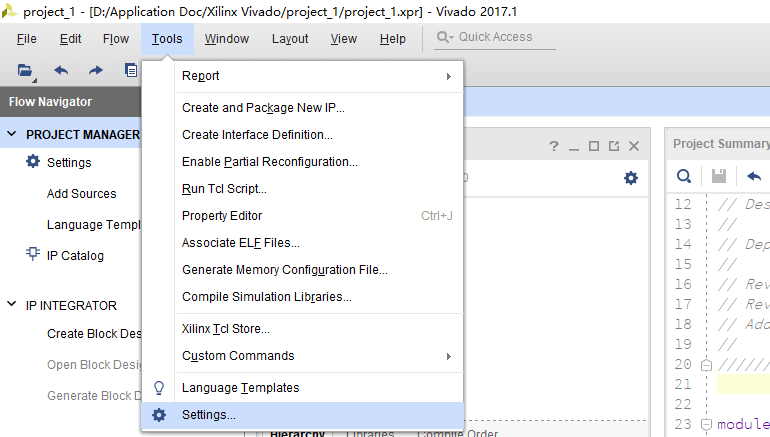 project_1 - [D:/Application Doc/Xilinx Vivado/project_1/project_1.xpr] - Vivado 2017.1
File Edit Flow Tools Window Layout View Help Quick Access
Flow Navigator
PROJECT MANAGER
Settings
Add Sources
Language Templ
IP Catalog
IP INTEGRATOR
Create Block Des
Open Block Desig
Generate Block D
Report
Create and Package New IP...
Create Interface Definition...
Enable Partial Reconfiguration...
Run Tcl Script...
Property Editor Ctrl+J
Associate ELF Files...
Generate Memory Configuration File...
Compile Simulation Libraries...
Xilinx Tcl Store...
Custom Commands
Language Templates
Settings...
Hierarchy Libraries Compile Order
?
0
Project Summary
12 // Des
13 //
14 // Dep
15 //
16 // Rev
17 // Rev
18 // Add
19 //
20 //////
21
22
23 module